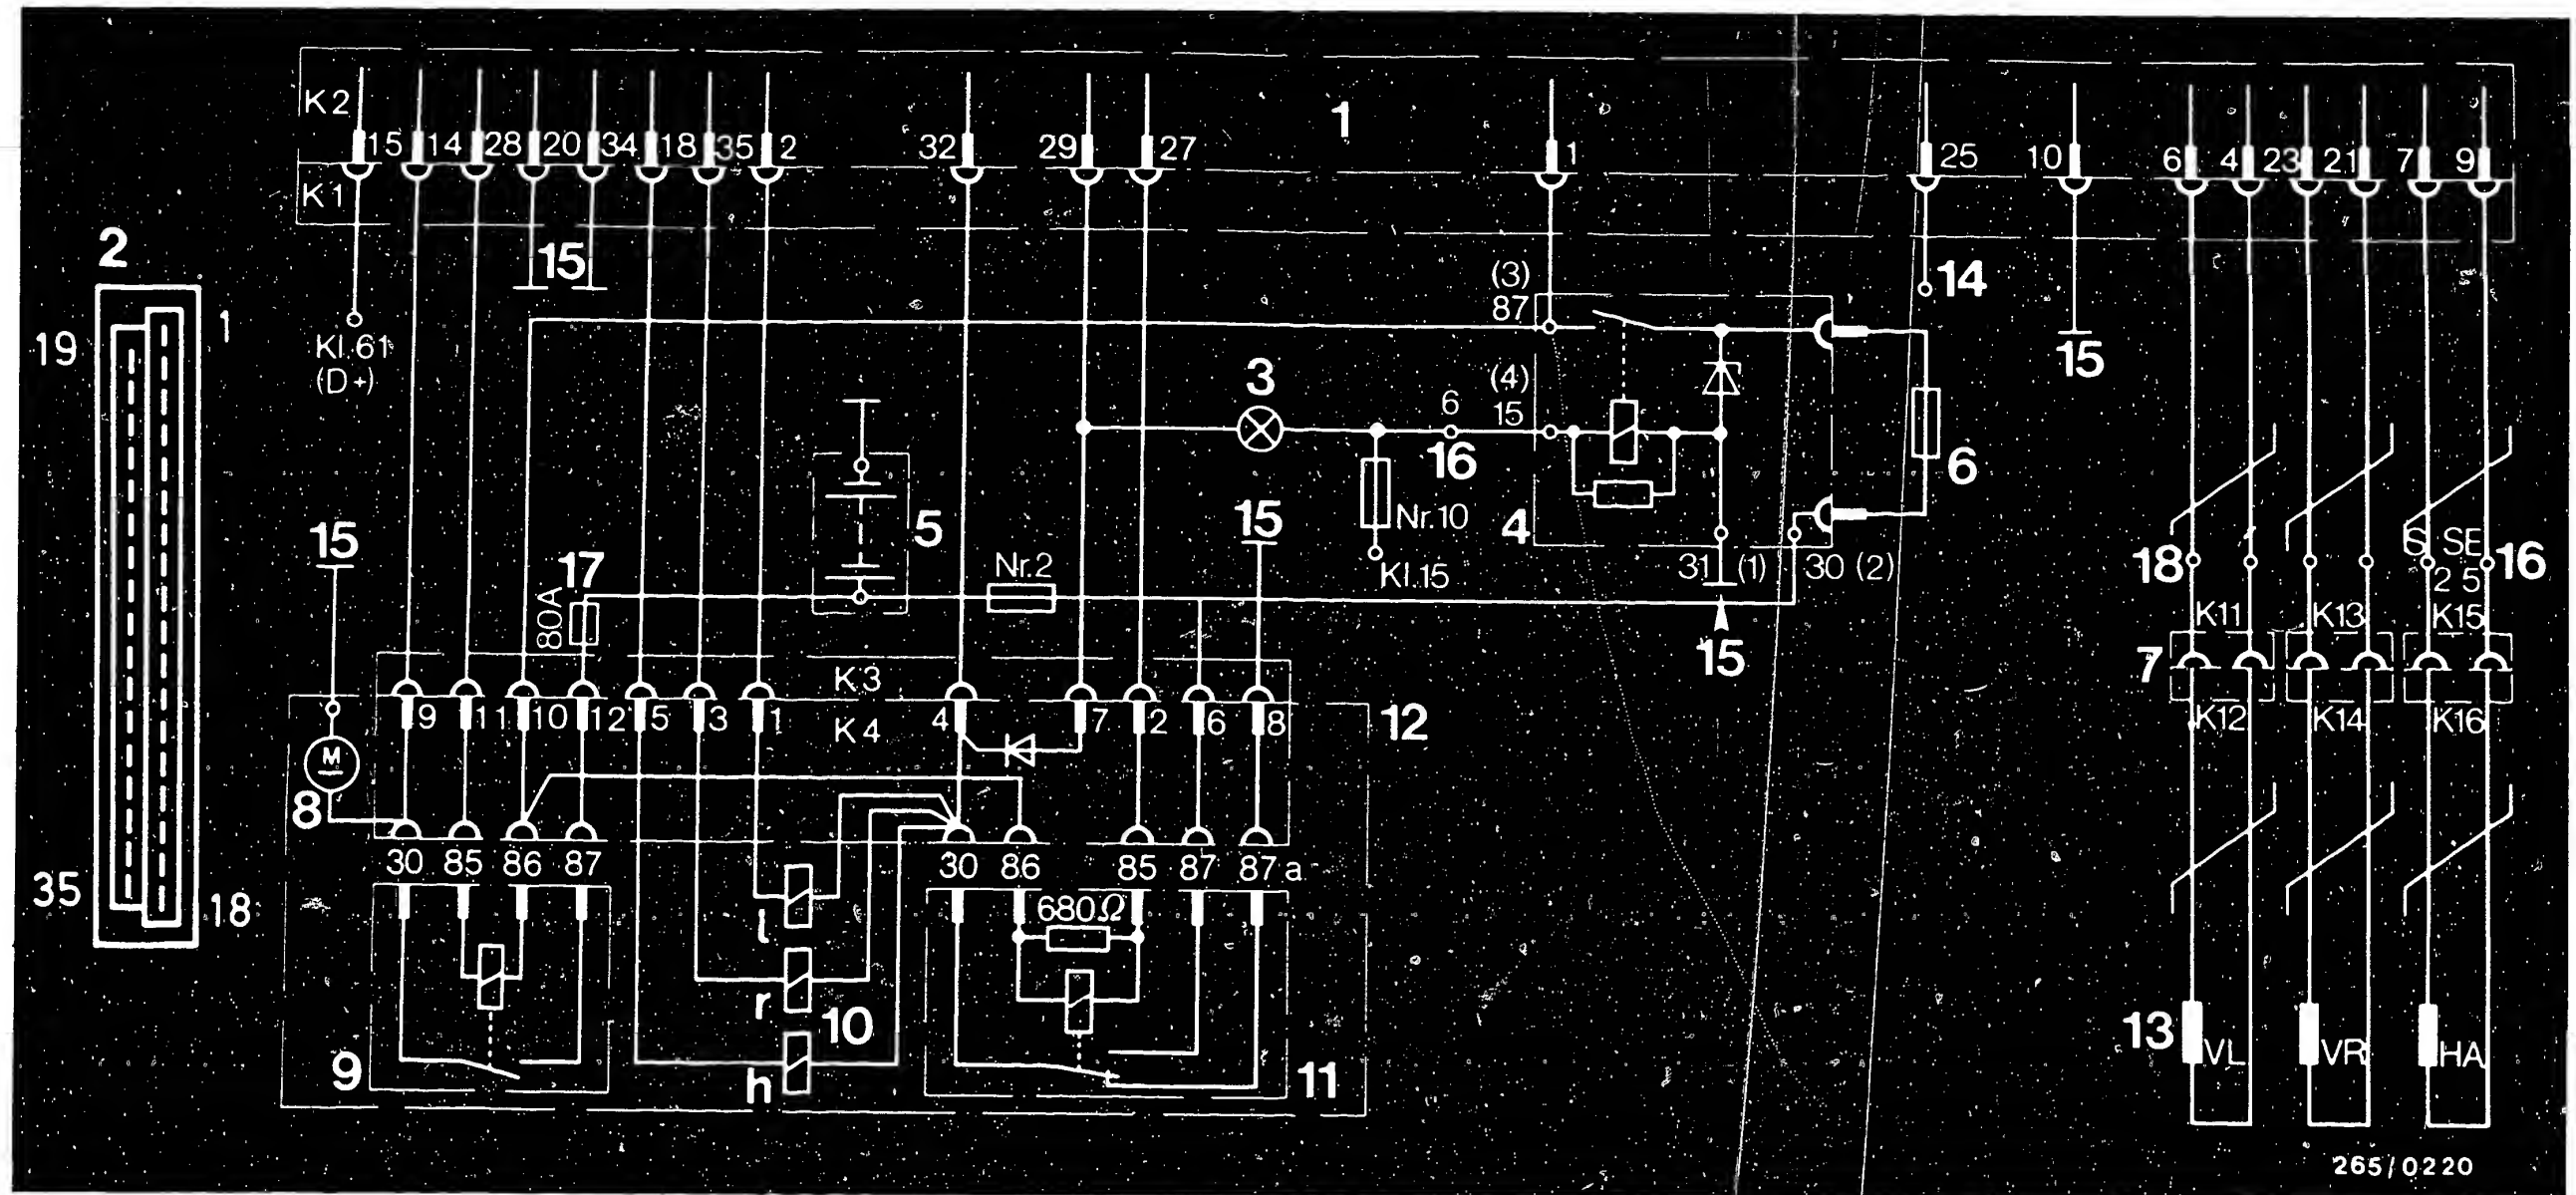 K2
15 14 28 20 34 18 35 2 32 29 27 1 25 10 6 4 23 21 7 9
1
K1
2
15
14
(3)
87
19
1
Kl.61
(D+)
15
3
(4)
6 15
16
6
Nr.10
4
5
15
15
17
Nr.2
Kl.15
31 (1) 30 (2)
80A
18
S SE
2 5
16
15
K11 K13 K15
7
K12 K14 K16
K3
9 11 10 12 5 3 1 4 7 2 6 8
K4
12
M
8
30 85 86 87 30 86 85 87 87a
35
18
680Ω
l
r
10
h
9
11
13
VL VR HA
265/0220